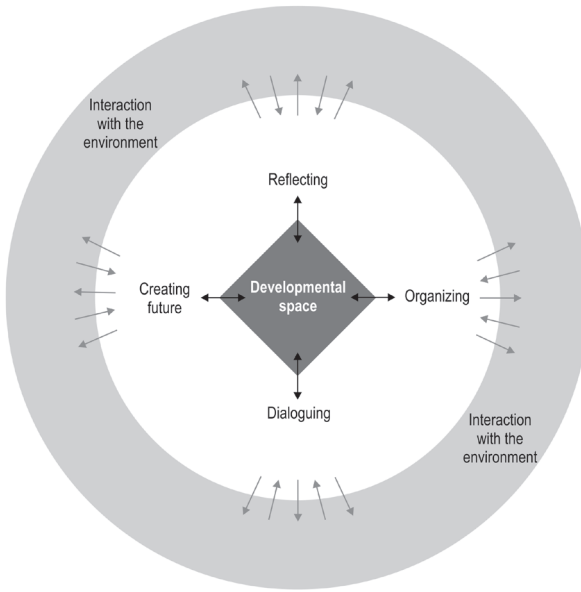 Interaction
with the
environment
Reflecting
Creating
future
Developmental
space
Organizing
Dialoguing
Interaction
with the
environment